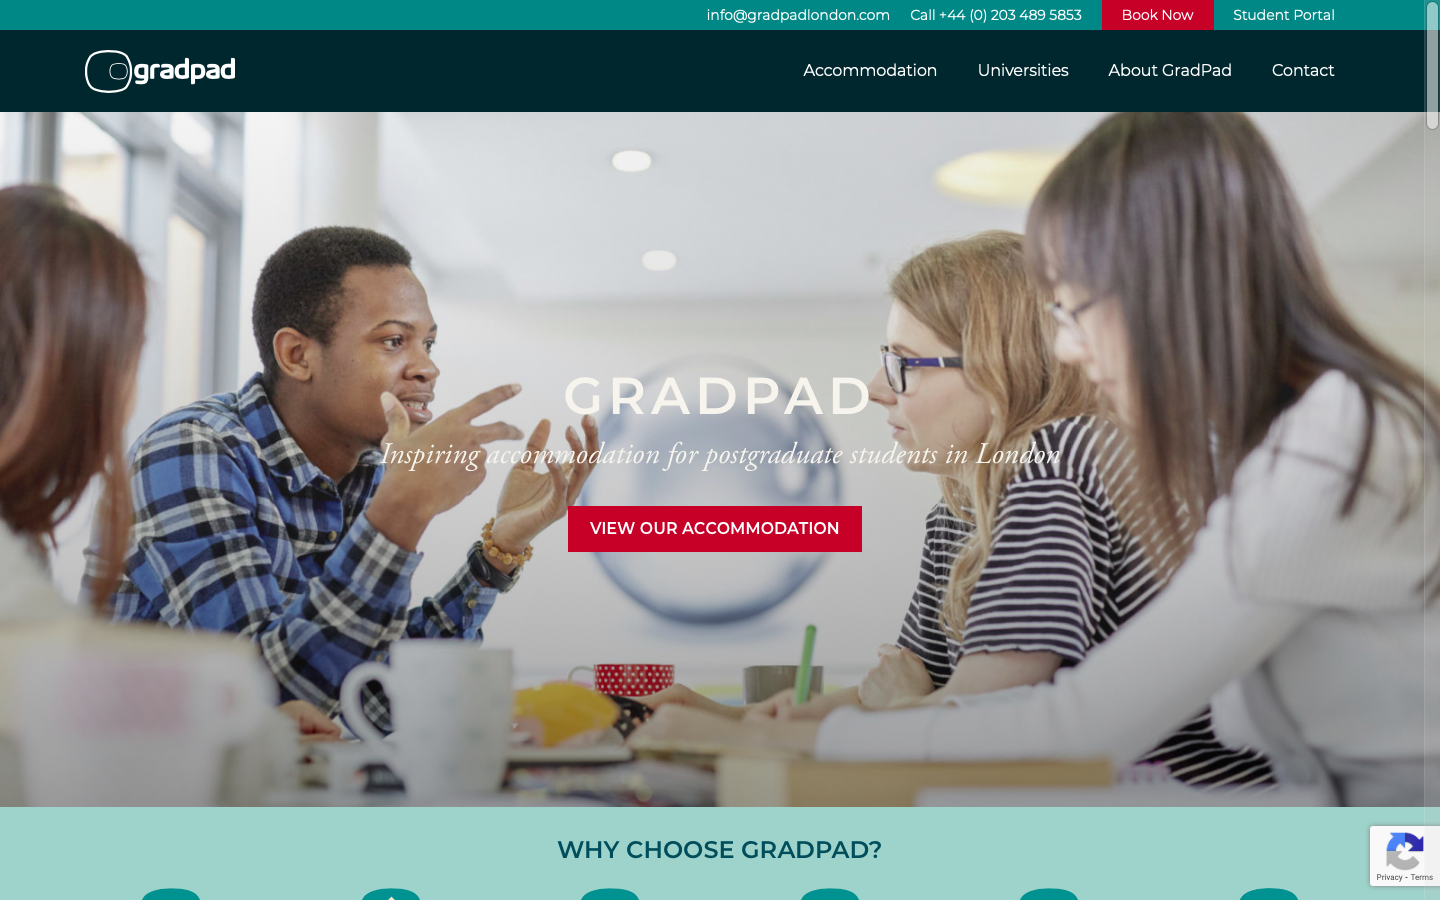 info@gradpadlondon.com Call +44 (0) 203 489 5853 Book Now Student Portal
gradpad Accommodation Universities About GradPad Contact
GRADPAD
Inspiring accommodation for postgraduate students in London
VIEW OUR ACCOMMODATION
WHY CHOOSE GRADPAD?
Privacy - Terms